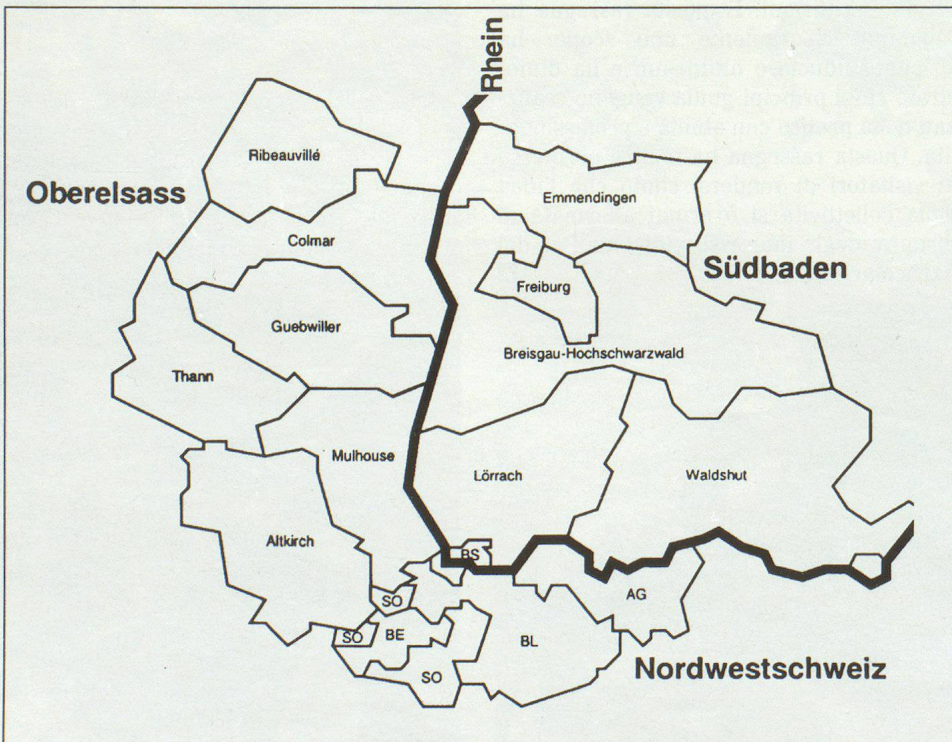 Rhein
Ribeauvillé
Oberelsass
Emmendingen
Colmar
Südbaden
Freiburg
Guebwiller
Breisgau-Hochschwarzwald
Thann
Mulhouse
Lörrach
Waldshut
Altkirch
BS
AG
SO
SO
BE
BL
Nordwestschweiz
SO